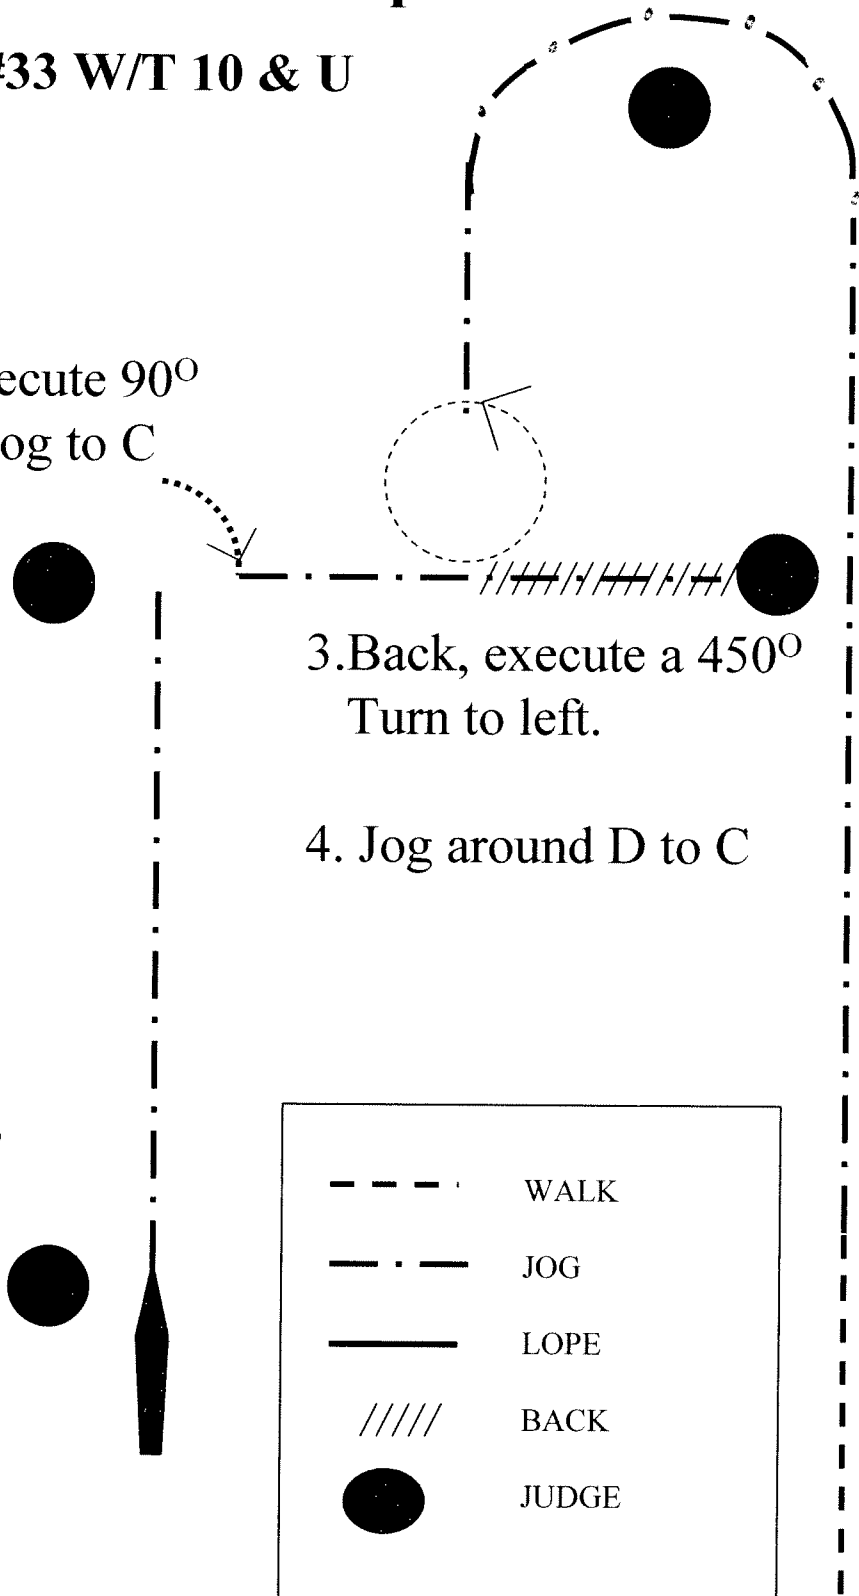 #33 W/T 10 & U
ecute 90O
og to C
3.Back, execute a 450O
Turn to left.
4. Jog around D to C
WALK
JOG
LOPE
BACK
JUDGE